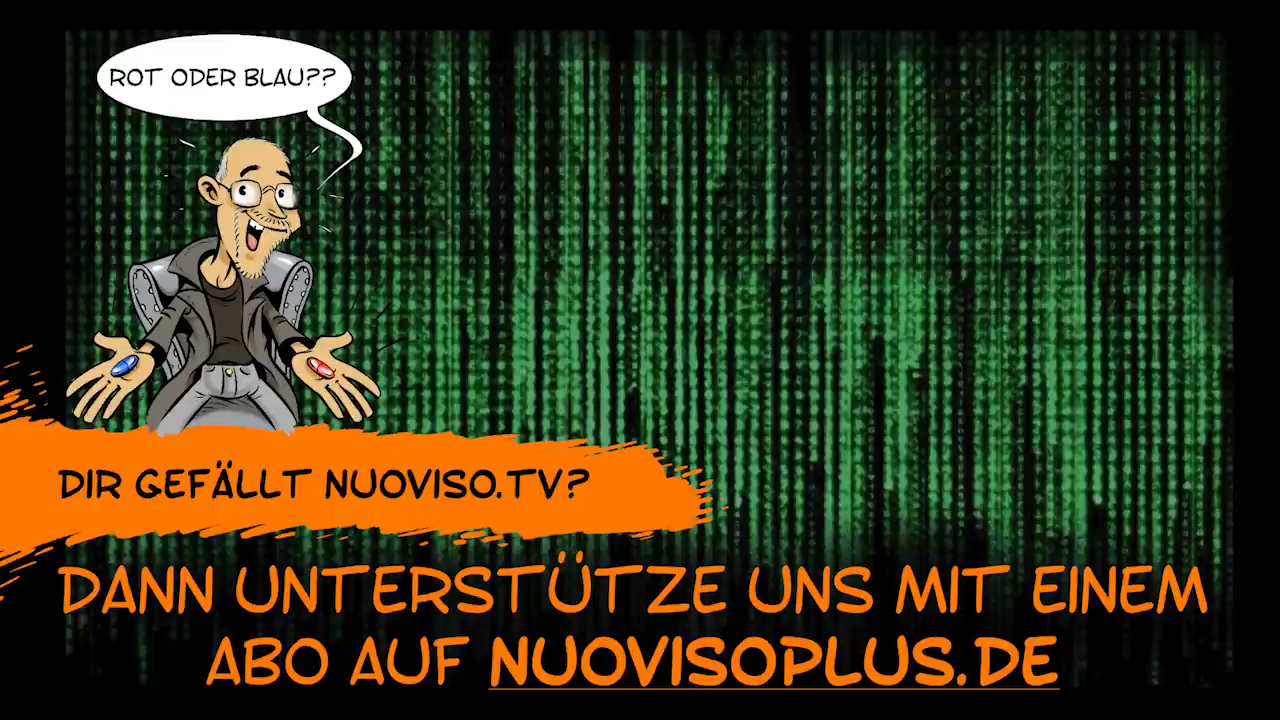 ROT ODER BLAU??
DIR GEFÄLLT NUOVISO.TV?
DANN UNTERSTÜTZE UNS MIT EINEM
ABO AUF NUOVISOPLUS.DE